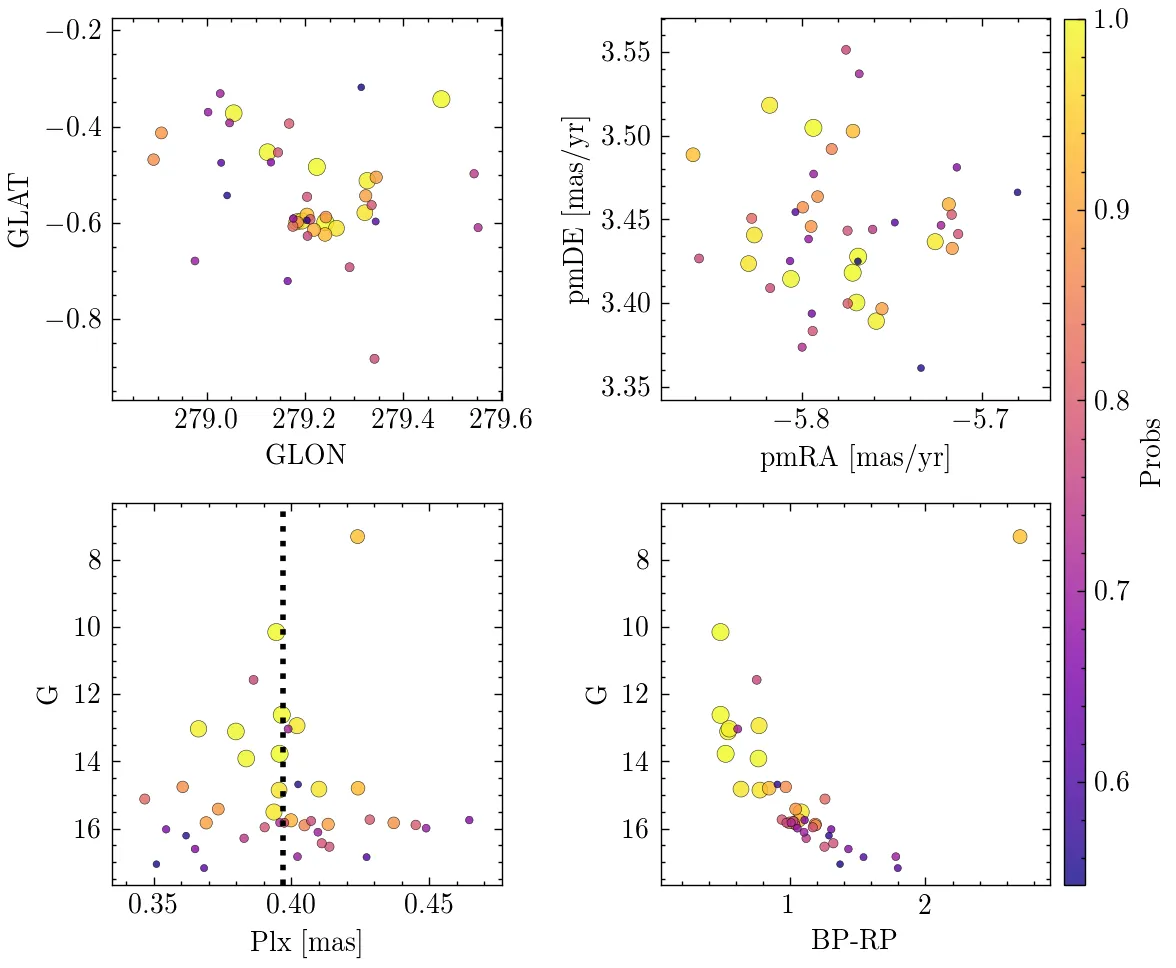 −0.2
−0.4
−0.6
−0.8
GLAT
279.0 279.2 279.4 279.6
GLON
3.55
3.50
3.45
3.40
3.35
pmDE [mas/yr]
−5.8 −5.7
pmRA [mas/yr]
1.0
0.9
0.8
0.7
0.6
Probs
8
10
12
14
16
G
0.35 0.40 0.45
Plx [mas]
8
10
12
14
16
G
1 2
BP-RP